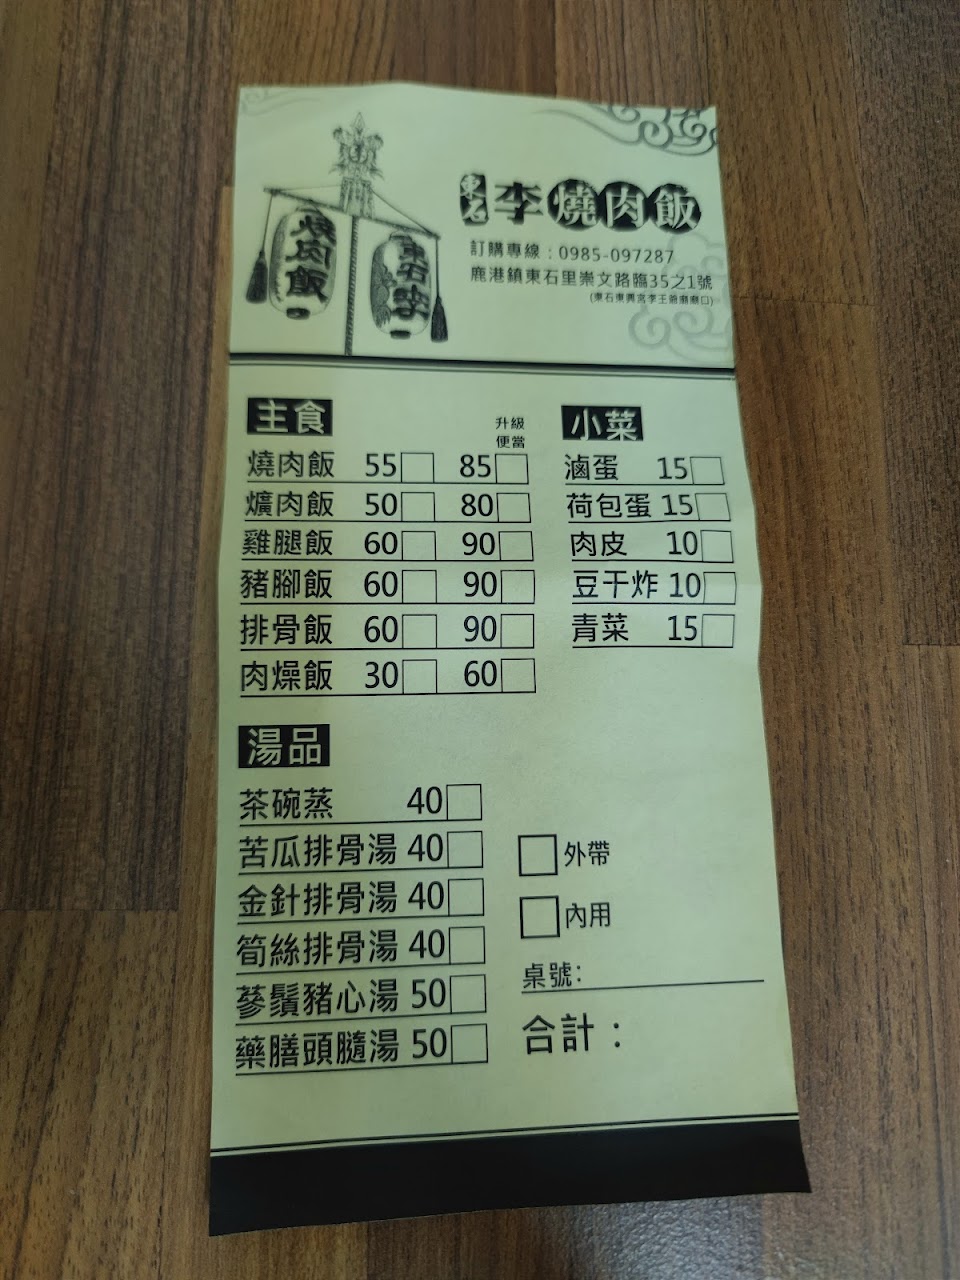 燒肉飯
東石李
東石 李燒肉飯
訂購專線：0985-097287
鹿港鎮東石里崇文路臨35之1號
(東石東興宮李王爺廟廟口)
主食
升級
便當
燒肉飯 55 85
爌肉飯 50 80
雞腿飯 60 90
豬腳飯 60 90
排骨飯 60 90
肉燥飯 30 60
小菜
滷蛋 15
荷包蛋 15
肉皮 10
豆干炸 10
青菜 15
湯品
茶碗蒸 40
苦瓜排骨湯 40
金針排骨湯 40
筍絲排骨湯 40
蔘鬚豬心湯 50
藥膳頭髓湯 50
外帶
內用
桌號：
合計：